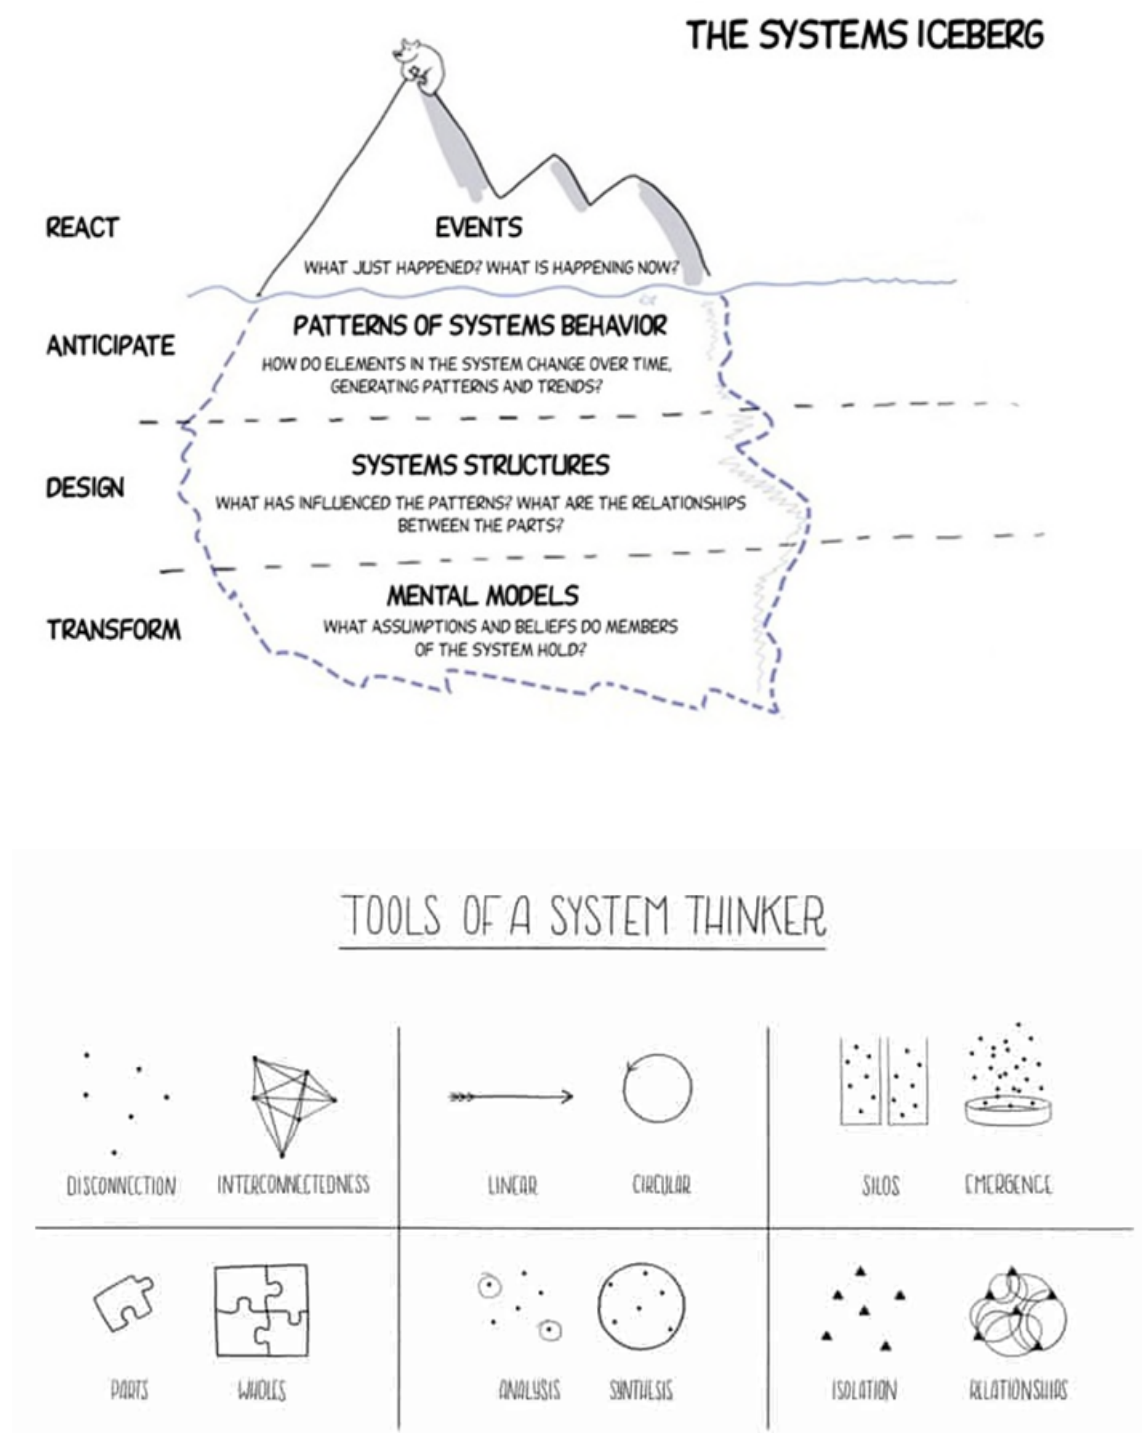 THE SYSTEMS ICEBERG
REACT
EVENTS
WHAT JUST HAPPENED? WHAT IS HAPPENING NOW?
ANTICIPATE
PATTERNS OF SYSTEMS BEHAVIOR
HOW DO ELEMENTS IN THE SYSTEM CHANGE OVER TIME,
GENERATING PATTERNS AND TRENDS?
DESIGN
SYSTEMS STRUCTURES
WHAT HAS INFLUENCED THE PATTERNS? WHAT ARE THE RELATIONSHIPS
BETWEEN THE PARTS?
TRANSFORM
MENTAL MODELS
WHAT ASSUMPTIONS AND BELIEFS DO MEMBERS
OF THE SYSTEM HOLD?
TOOLS OF A SYSTEM THINKER
DISCONNECTION INTERCONNECTEDNESS
LINEAR CIRCULAR
SILOS EMERGENCE
PARTS WHOLES
ANALYSIS SYNTHESIS
ISOLATION RELATIONSHIPS